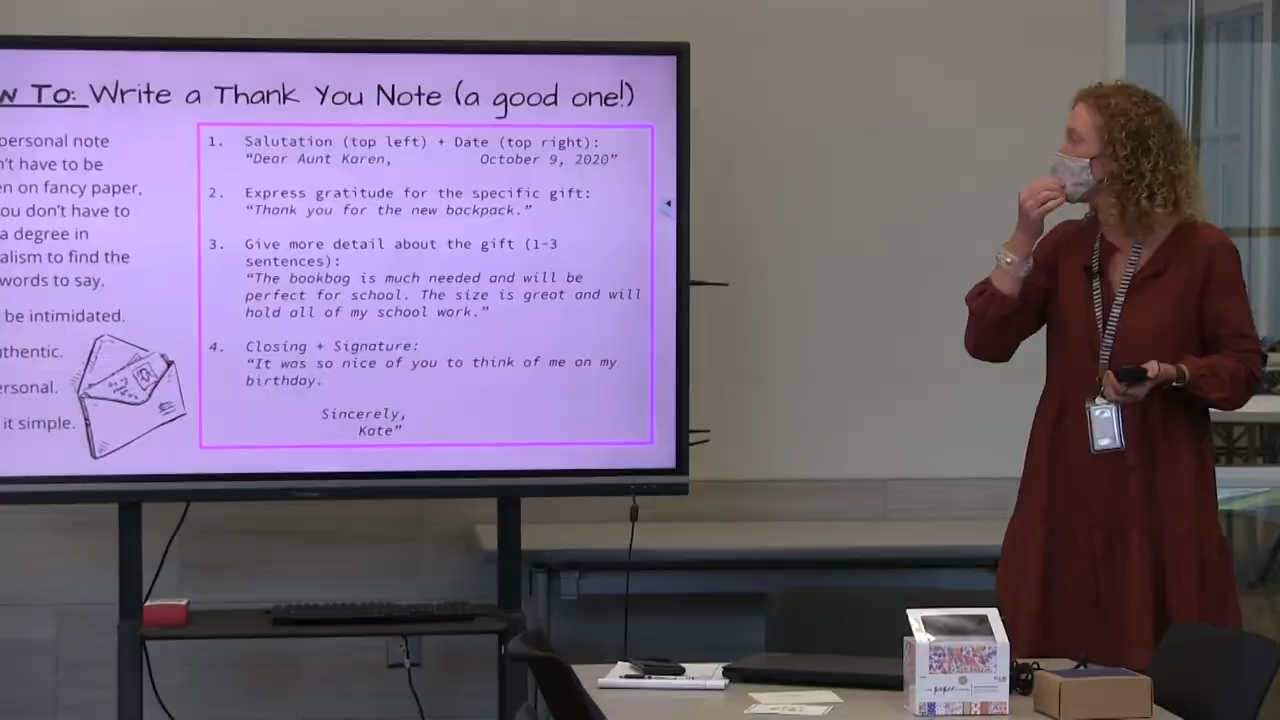 w To: Write a Thank You Note (a good one!)
personal note
n't have to be
en on fancy paper,
ou don't have to
a degree in
alism to find the
words to say.
be intimidated.
thentic.
ersonal.
it simple.
1. Salutation (top left) + Date (top right):
"Dear Aunt Karen, October 9, 2020"
2. Express gratitude for the specific gift:
"Thank you for the new backpack."
3. Give more detail about the gift (1-3
sentences):
"The bookbag is much needed and will be
perfect for school. The size is great and will
hold all of my school work."
4. Closing + Signature:
"It was so nice of you to think of me on my
birthday.
Sincerely,
Kate"
paper